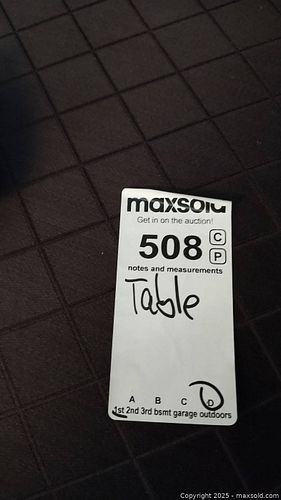 maxsold
Get in on the auction!
508 C
P
notes and measurements
Table
A B C D
1st 2nd 3rd bsmt garage outdoors
Copyright 2025 - maxsold.com